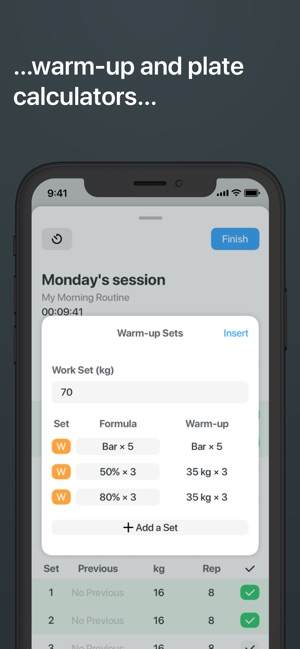 ...warm-up and plate
calculators...
9:41
Finish
Monday's session
My Morning Routine
00:09:41
Warm-up Sets Insert
Work Set (kg)
70
Set Formula Warm-up
W Bar × 5 Bar × 5
W 50% × 3 35 kg × 3
W 80% × 3 35 kg × 3
+ Add a Set
Set Previous kg Rep ✓
1 No Previous 16 8 ✓
2 No Previous 16 8 ✓
3 No Previous 16 8